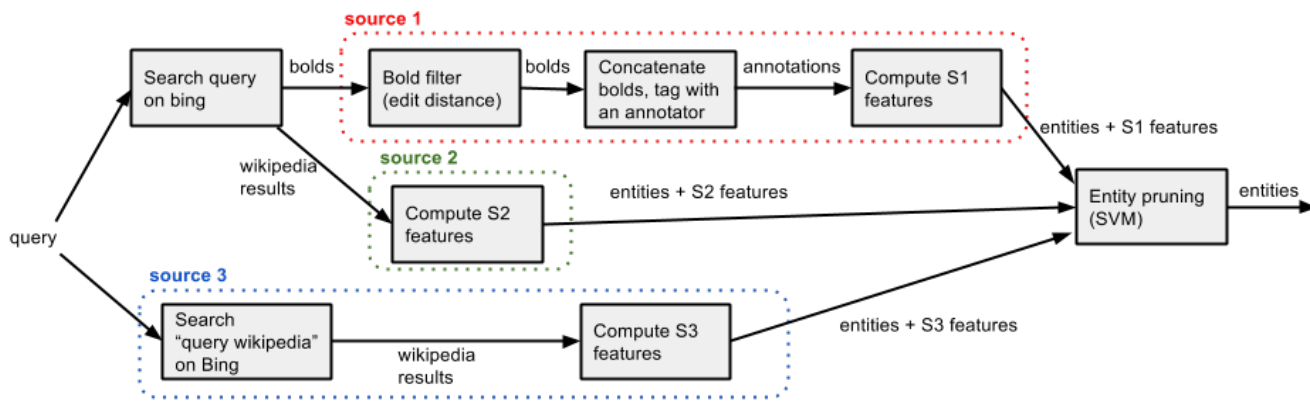 source 1
Search query
on bing
bolds
Bold filter
(edit distance)
bolds
Concatenate
bolds, tag with
an annotator
annotations
Compute S1
features
entities + S1 features
wikipedia
results
source 2
Compute S2
features
entities + S2 features
Entity pruning
(SVM)
entities
query
source 3
Search
“query wikipedia”
on Bing
wikipedia
results
Compute S3
features
entities + S3 features